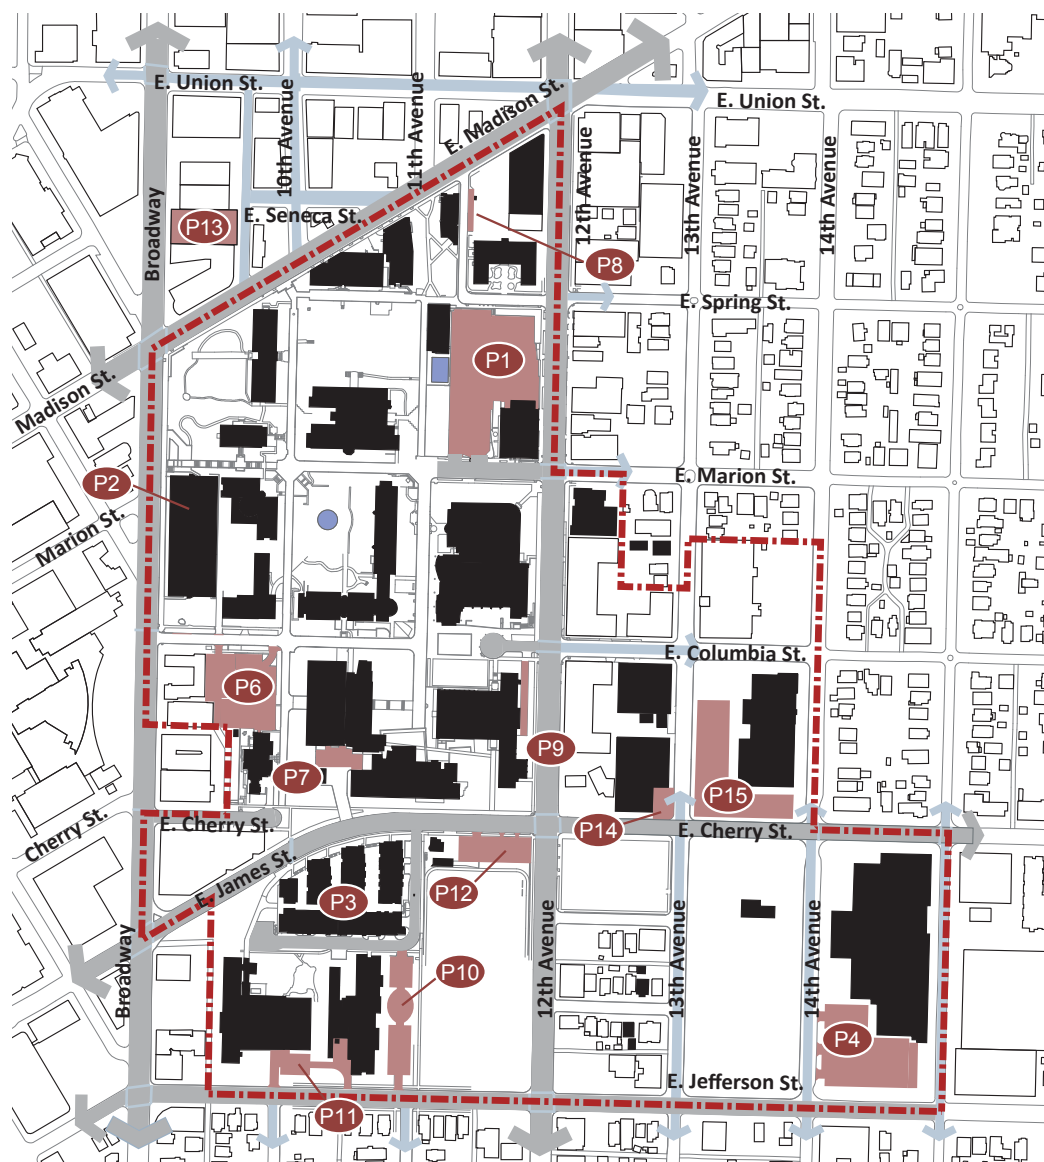 E. Union St.
E. Madison St.
E. Union St.
10th Avenue
11th Avenue
12th Avenue
13th Avenue
14th Avenue
Broadway
P13
E. Seneca St.
P8
E. Spring St.
P1
Madison St.
P2
E. Marion St.
Marion St.
E. Columbia St.
P6
P9
P7
P15
Cherry St.
E. Cherry St.
P14
E. Cherry St.
E. James St.
P12
P3
Broadway
12th Avenue
13th Avenue
14th Avenue
P10
P4
E. Jefferson St.
P11